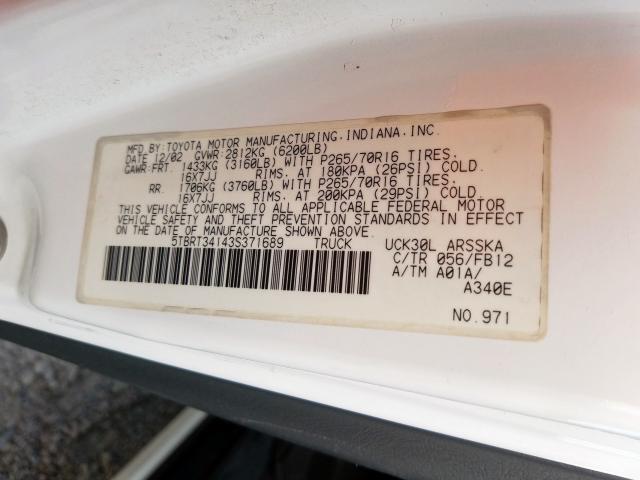 MFD BY:TOYOTA MOTOR MANUFACTURING,INDIANA,INC.
DATE 12/02 GVWR:2812KG (6200LB)
GAWR:FRT. 1433KG (3160LB) WITH P265/70R16 TIRES,
16X7JJ RIMS, AT 180KPA (26PSI) COLD.
RR. 1706KG (3760LB) WITH P265/70R16 TIRES,
16X7JJ RIMS, AT 200KPA (29PSI) COLD.
THIS VEHICLE CONFORMS TO ALL APPLICABLE FEDERAL MOTOR
VEHICLE SAFETY AND THEFT PREVENTION STANDARDS IN EFFECT
ON THE DATE OF MANUFACTURE SHOWN ABOVE.
5TBRT34143S371689 TRUCK UCK30L ARSSKA
C/TR 056/FB12
A/TM A01A/
A340E
NO.971